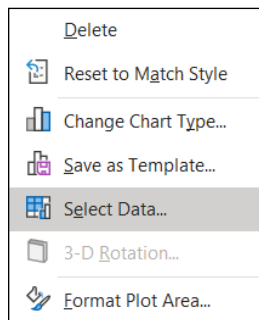 Delete
Reset to Match Style
Change Chart Type...
Save as Template...
Select Data...
3-D Rotation...
Format Plot Area...